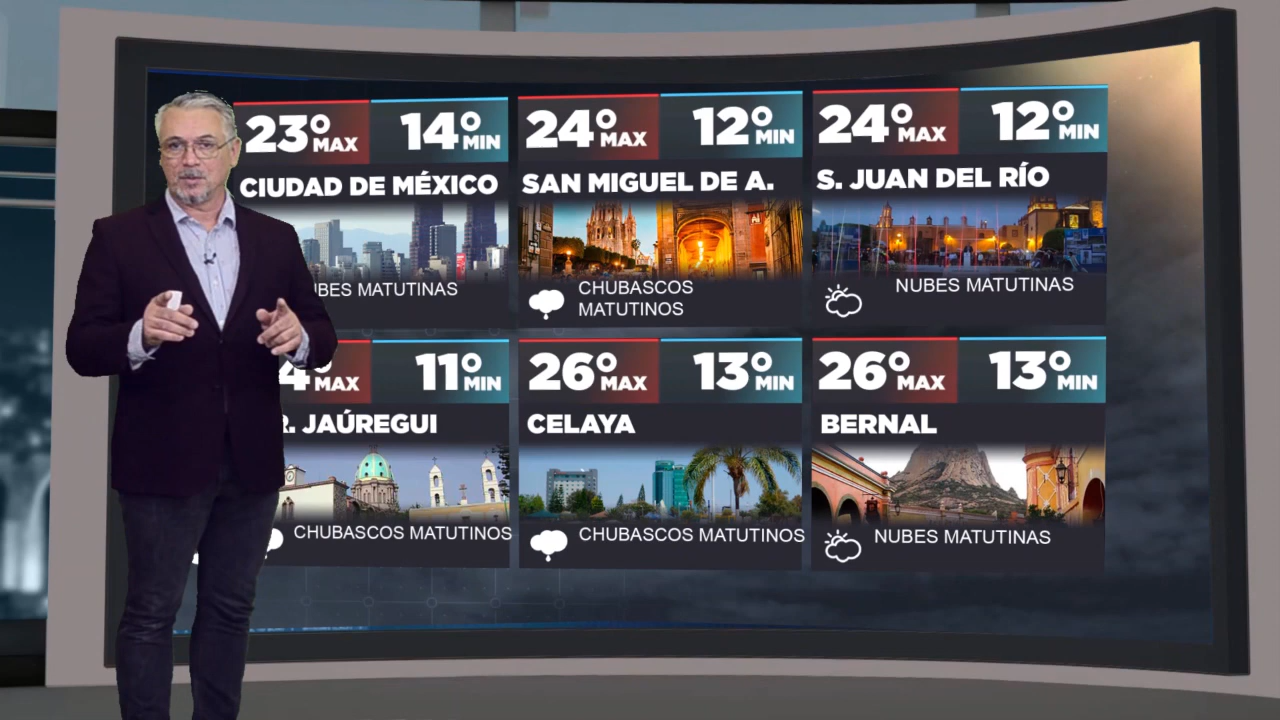 23° MAX 14° MIN
CIUDAD DE MÉXICO
MATUTINAS
24° MAX 12° MIN
SAN MIGUEL DE A.
CHUBASCOS
MATUTINOS
24° MAX 12° MIN
S. JUAN DEL RÍO
NUBES MATUTINAS
MAX 11° MIN
R. JAÚREGUI
CHUBASCOS MATUTINOS
26° MAX 13° MIN
CELAYA
CHUBASCOS MATUTINOS
26° MAX 13° MIN
BERNAL
NUBES MATUTINAS